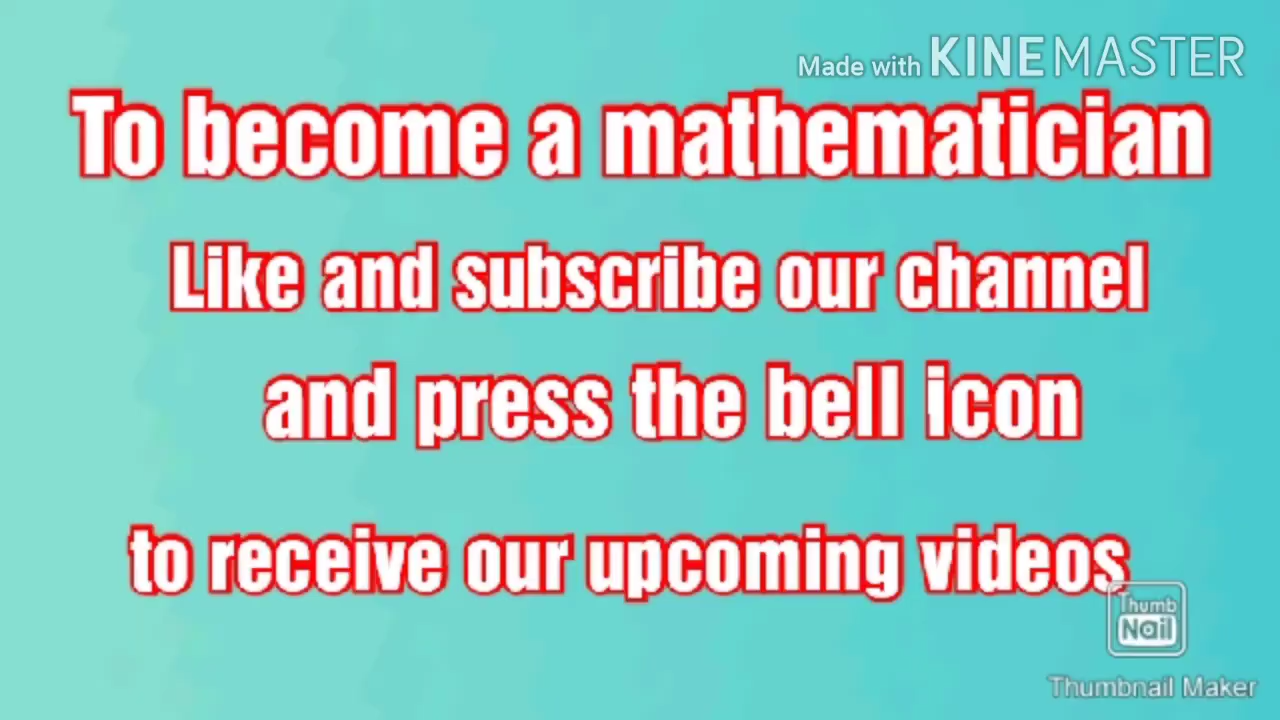 Made with KINEMASTER
To become a mathematician
Like and subscribe our channel
and press the bell icon
to receive our upcoming videos
Thumb
Nail
Thumbnail Maker